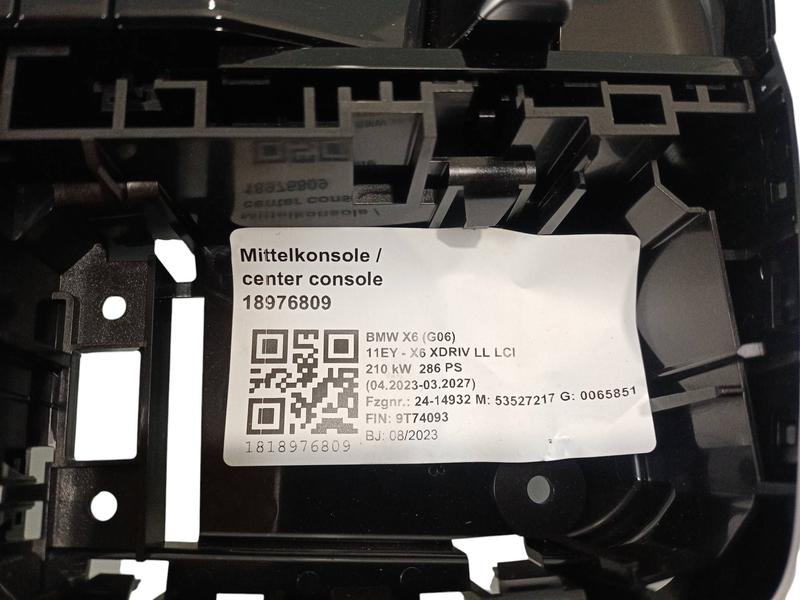 Mittelkonsole /
center console
18976809
BMW X6 (G06)
11EY - X6 XDRIV LL LCI
210 kW 286 PS
(04.2023-03.2027)
Fzgnr.: 24-14932 M: 53527217 G: 0065851
FIN: 9T74093
BJ: 08/2023
1818976809